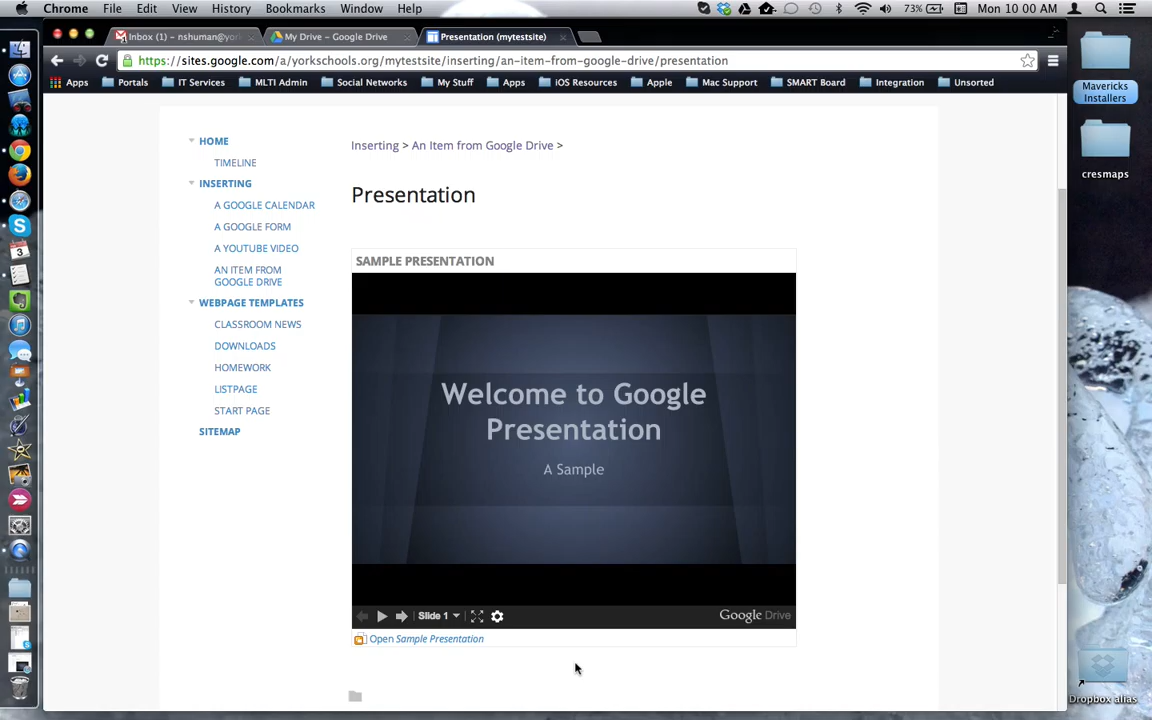 Chrome File Edit View History Bookmarks Window Help 73% Mon 10 00 AM
Inbox (1) – nshuman@york
My Drive – Google Drive
Presentation (mytestsite)
https://sites.google.com/a/yorkschools.org/mytestsite/inserting/an-item-from-google-drive/presentation
Apps Portals IT Services MLTI Admin Social Networks My Stuff Apps iOS Resources Apple Mac Support SMART Board Integration Unsorted
Mavericks
Installers
cresmaps
HOME
TIMELINE
INSERTING
A GOOGLE CALENDAR
A GOOGLE FORM
A YOUTUBE VIDEO
AN ITEM FROM
GOOGLE DRIVE
WEBPAGE TEMPLATES
CLASSROOM NEWS
DOWNLOADS
HOMEWORK
LISTPAGE
START PAGE
SITEMAP
Inserting > An Item from Google Drive >
Presentation
SAMPLE PRESENTATION
Welcome to Google
Presentation
A Sample
Slide 1
Google Drive
Open Sample Presentation
Dropbox alias
3